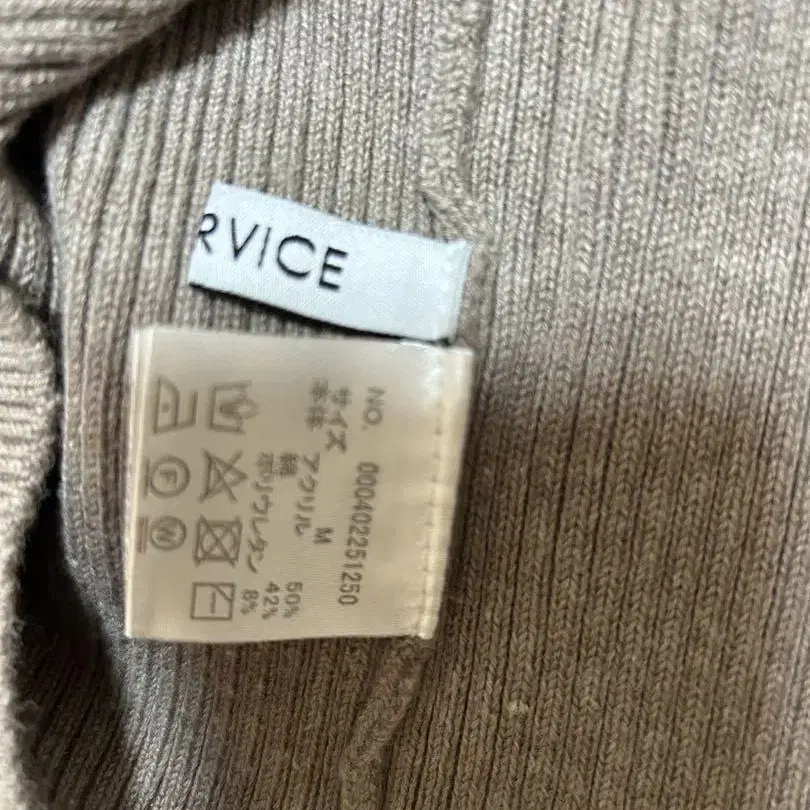 RVICE
NO. 000402251250
サイズ M
本体 アクリル 50%
綿 42%
ポリウレタン 8%
F W